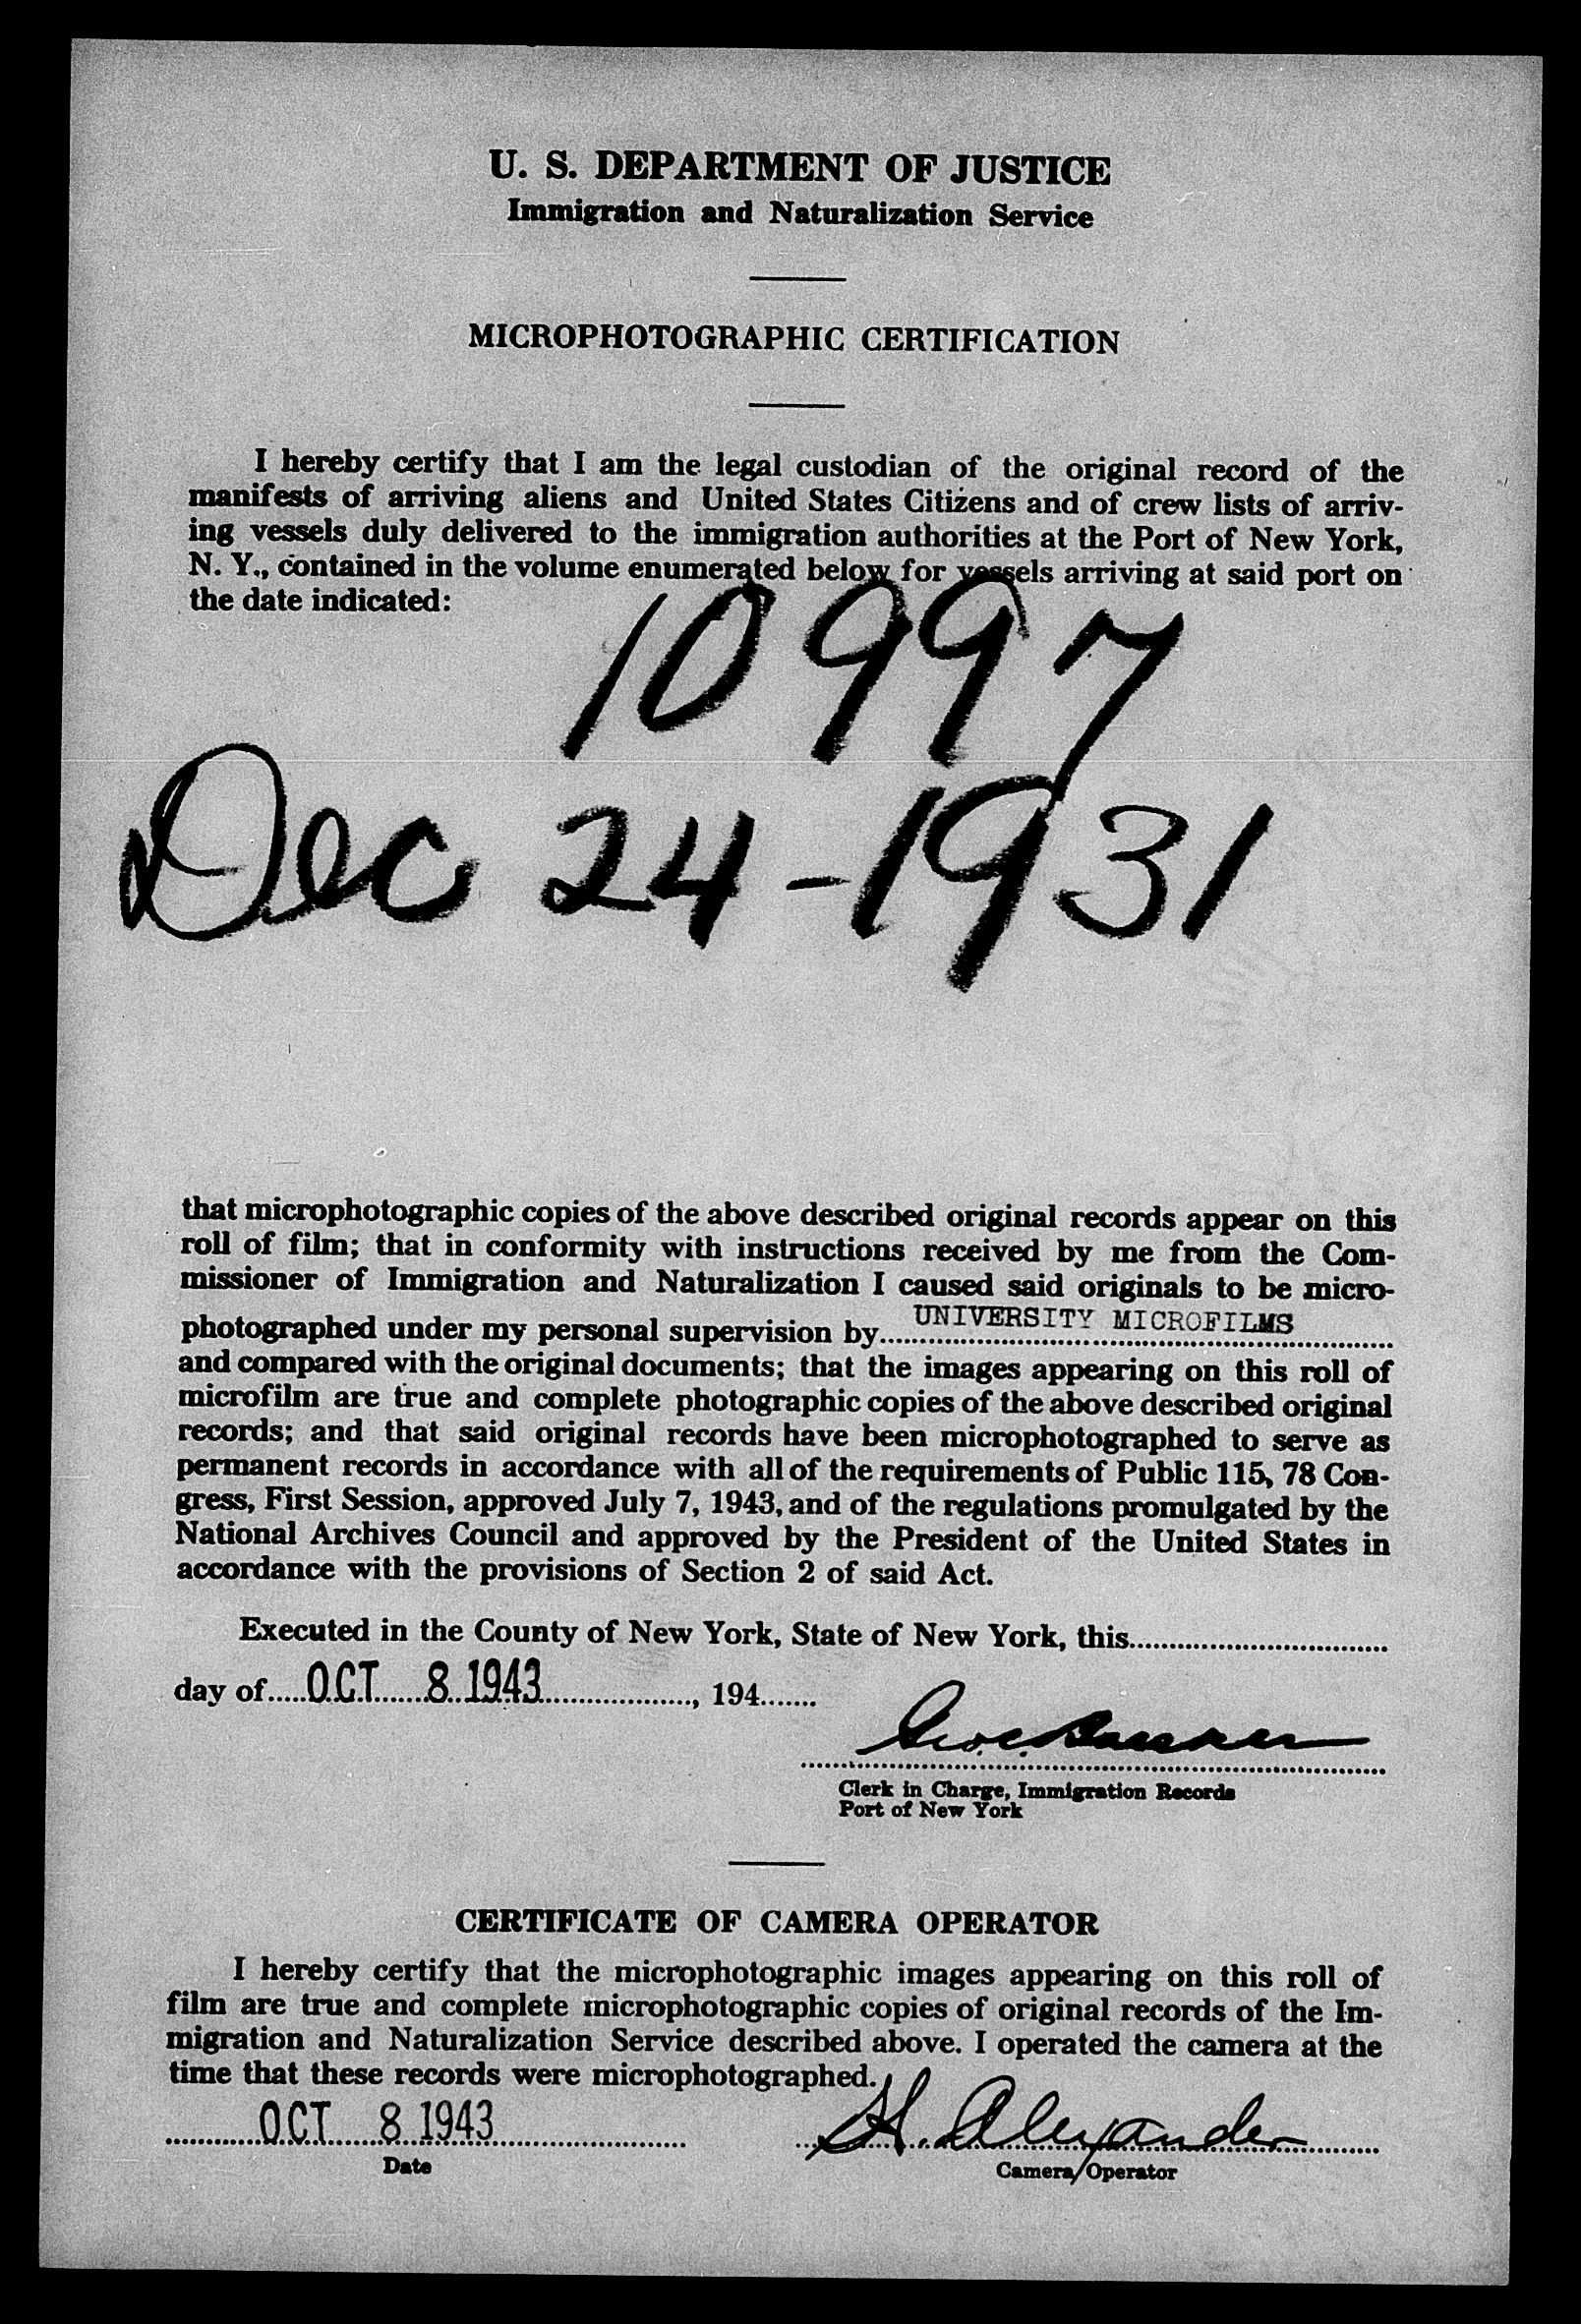 U. S. DEPARTMENT OF JUSTICE
Immigration and Naturalization Service
MICROPHOTOGRAPHIC CERTIFICATION
I hereby certify that I am the legal custodian of the original record of the
manifests of arriving aliens and United States Citizens and of crew lists of arriv-
ing vessels duly delivered to the immigration authorities at the Port of New York,
N. Y., contained in the volume enumerated below for vessels arriving at said port on
the date indicated:
10997
Dec 24-1931
that microphotographic copies of the above described original records appear on this
roll of film; that in conformity with instructions received by me from the Com-
missioner of Immigration and Naturalization I caused said originals to be micro-
photographed under my personal supervision by UNIVERSITY MICROFILMS
and compared with the original documents; that the images appearing on this roll of
microfilm are true and complete photographic copies of the above described original
records; and that said original records have been microphotographed to serve as
permanent records in accordance with all of the requirements of Public 115, 78 Con-
gress, First Session, approved July 7, 1943, and of the regulations promulgated by the
National Archives Council and approved by the President of the United States in
accordance with the provisions of Section 2 of said Act.
Executed in the County of New York, State of New York, this
day of OCT 8 1943, 194
Clerk in Charge, Immigration Records
Port of New York
CERTIFICATE OF CAMERA OPERATOR
I hereby certify that the microphotographic images appearing on this roll of
film are true and complete microphotographic copies of original records of the Im-
migration and Naturalization Service described above. I operated the camera at the
time that these records were microphotographed.
OCT 8 1943 H. Alexander
Date Camera Operator